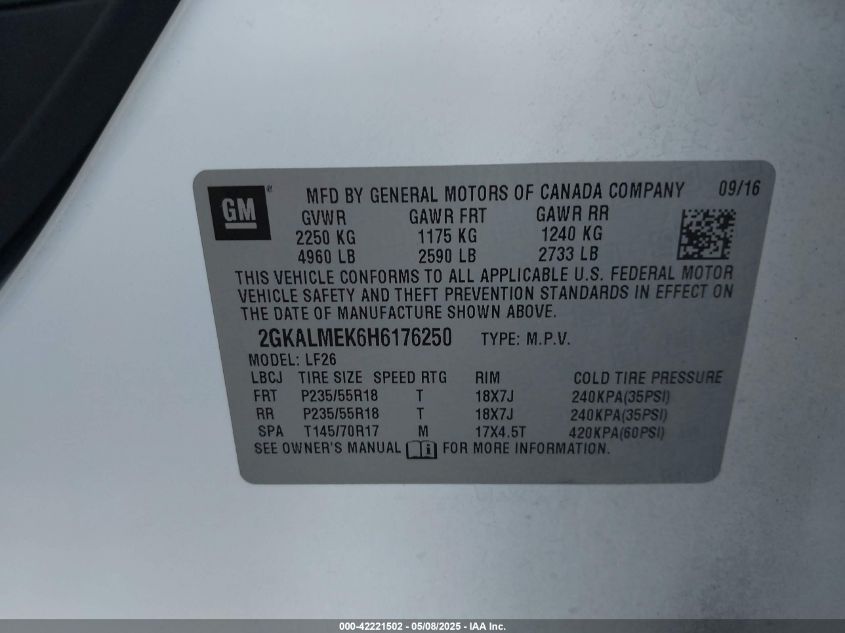 GM ® MFD BY GENERAL MOTORS OF CANADA COMPANY 09/16
GVWR GAWR FRT GAWR RR
2250 KG 1175 KG 1240 KG
4960 LB 2590 LB 2733 LB
THIS VEHICLE CONFORMS TO ALL APPLICABLE U.S. FEDERAL MOTOR
VEHICLE SAFETY AND THEFT PREVENTION STANDARDS IN EFFECT ON
THE DATE OF MANUFACTURE SHOWN ABOVE.
2GKALMEK6H6176250 TYPE: M.P.V.
MODEL: LF26
LBCJ TIRE SIZE SPEED RTG RIM COLD TIRE PRESSURE
FRT P235/55R18 T 18X7J 240KPA(35PSI)
RR P235/55R18 T 18X7J 240KPA(35PSI)
SPA T145/70R17 M 17X4.5T 420KPA(60PSI)
SEE OWNER'S MANUAL FOR MORE INFORMATION.
000-42221502 - 05/08/2025 - IAA Inc.